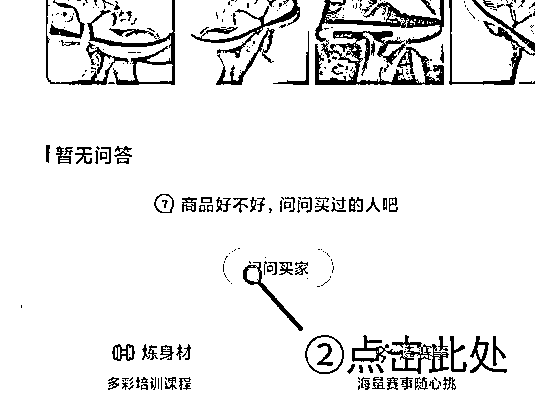 暂无问答
? 商品好不好，问问买过的人吧
问问买家
②点击此处
炼身材
多彩培训课程
海量赛事随心挑